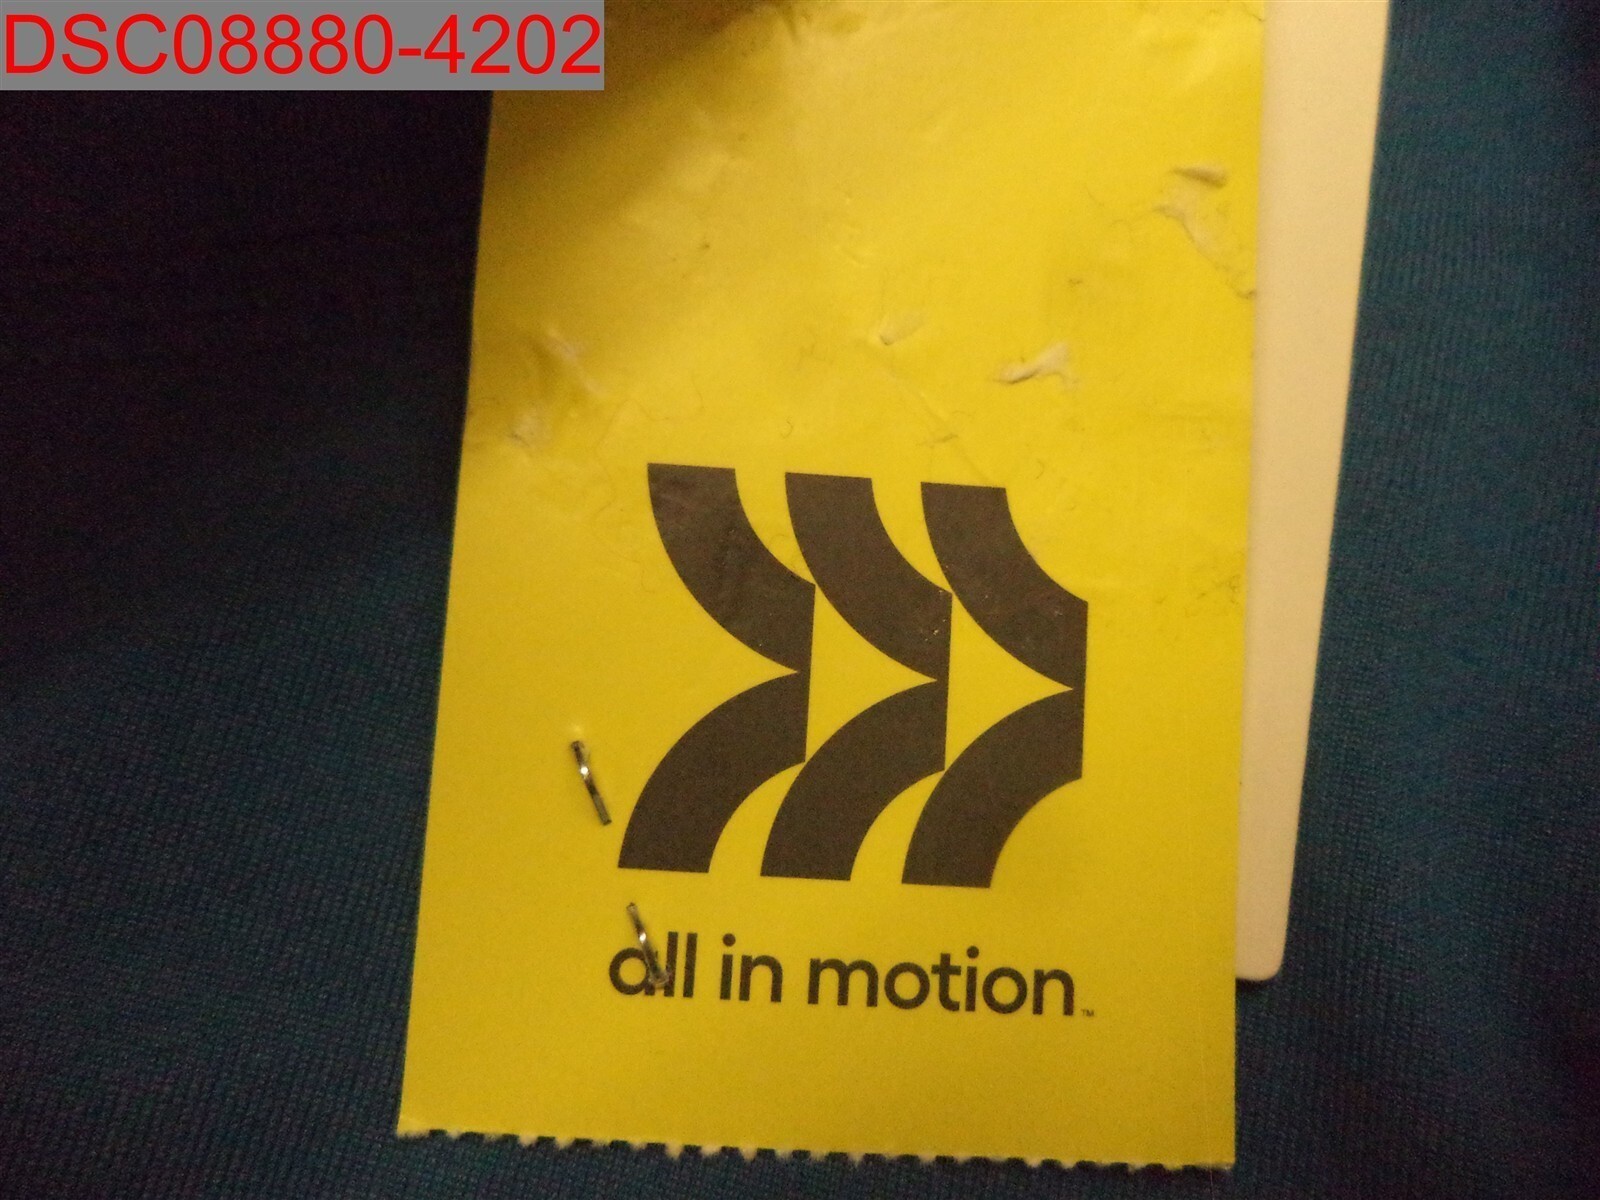 DSC08880-4202
all in motion™